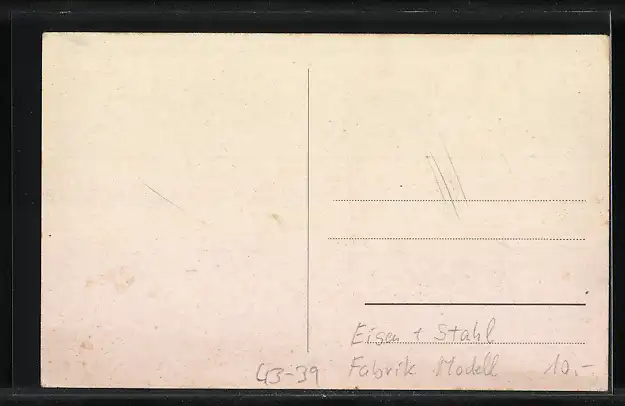 Eisen + Stahl
43-39 Fabrik Modell 10.-